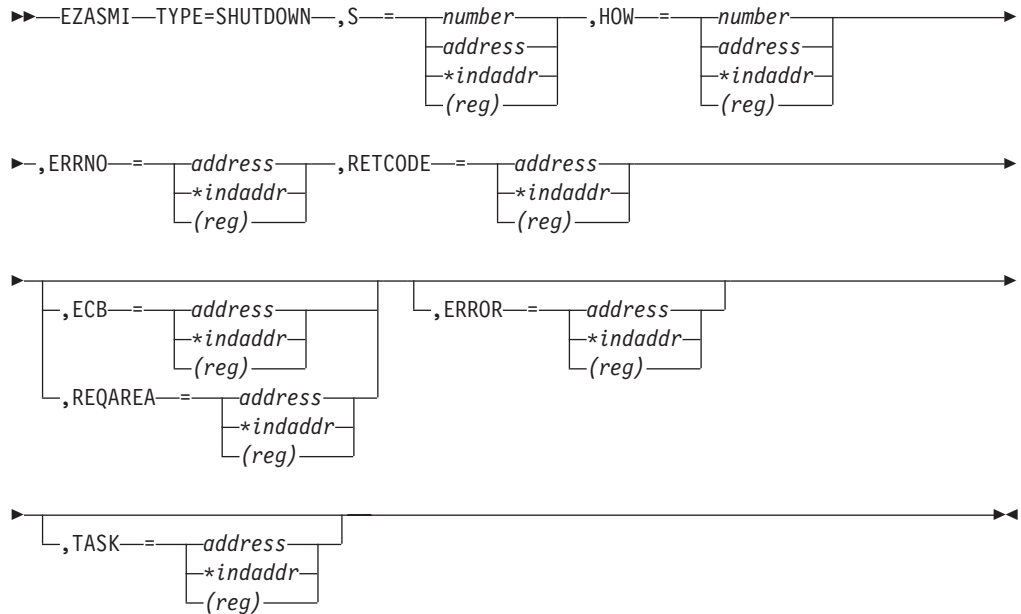 EZASMI TYPE=SHUTDOWN ,S = number ,HOW = number
address address
*indaddr *indaddr
(reg) (reg)
,ERRNO = address ,RETCODE = address
*indaddr *indaddr
(reg) (reg)
,ECB = address ,ERROR = address
*indaddr *indaddr
(reg) (reg)
,REQAREA = address
*indaddr
(reg)
,TASK = address
*indaddr
(reg)